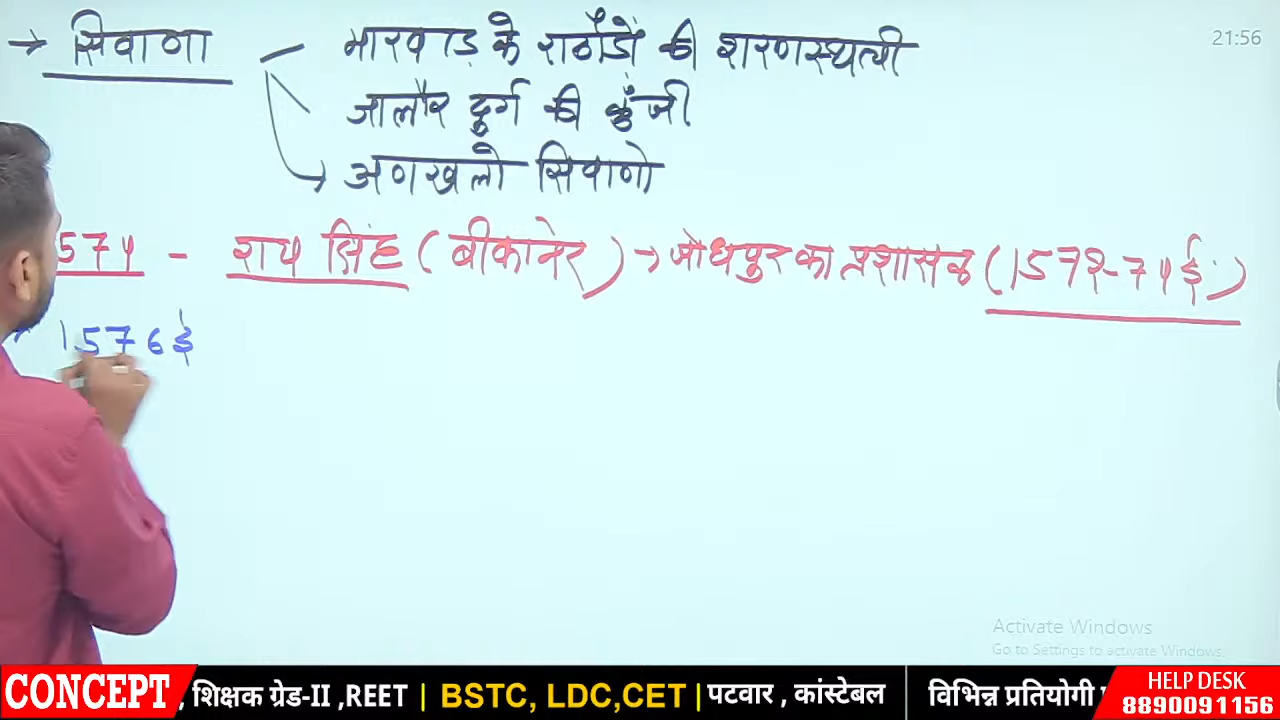 → सिवाणा
मारवाड़ के राठौड़ों की शरणस्थली
21:56
जालौर दुर्ग की कुँजी
अणखलो सिवाणो
574 - राय सिंह (बीकानेर) → जोधपुर का प्रशासक (1572-74ई.)
1576ई
Activate Windows
Go to Settings to activate Windows.
CONCEPT
शिक्षक ग्रेड-II ,REET | BSTC, LDC,CET | पटवार , कांस्टेबल | विभिन्न प्रतियोगी
HELP DESK
8890091156